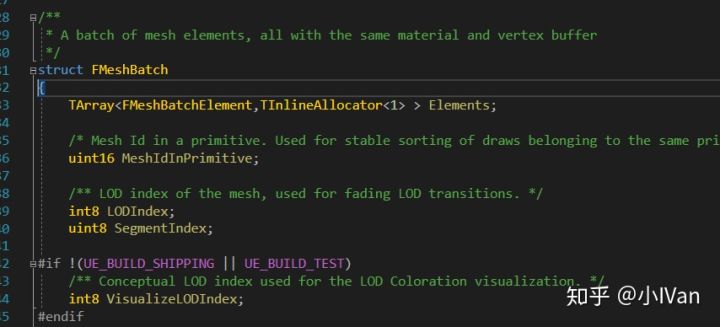 28 /**
29 * A batch of mesh elements, all with the same material and vertex buffer
30 */
31 struct FMeshBatch
32 {
33 TArray<FMeshBatchElement,TInlineAllocator<1> > Elements;
34
35 /* Mesh Id in a primitive. Used for stable sorting of draws belonging to the same pri
36 uint16 MeshIdInPrimitive;
37
38 /** LOD index of the mesh, used for fading LOD transitions. */
39 int8 LODIndex;
40 uint8 SegmentIndex;
41
42 #if !(UE_BUILD_SHIPPING || UE_BUILD_TEST)
43 /** Conceptual LOD index used for the LOD Coloration visualization. */
44 int8 VisualizeLODIndex;
45 #endif
知乎 @小IVan